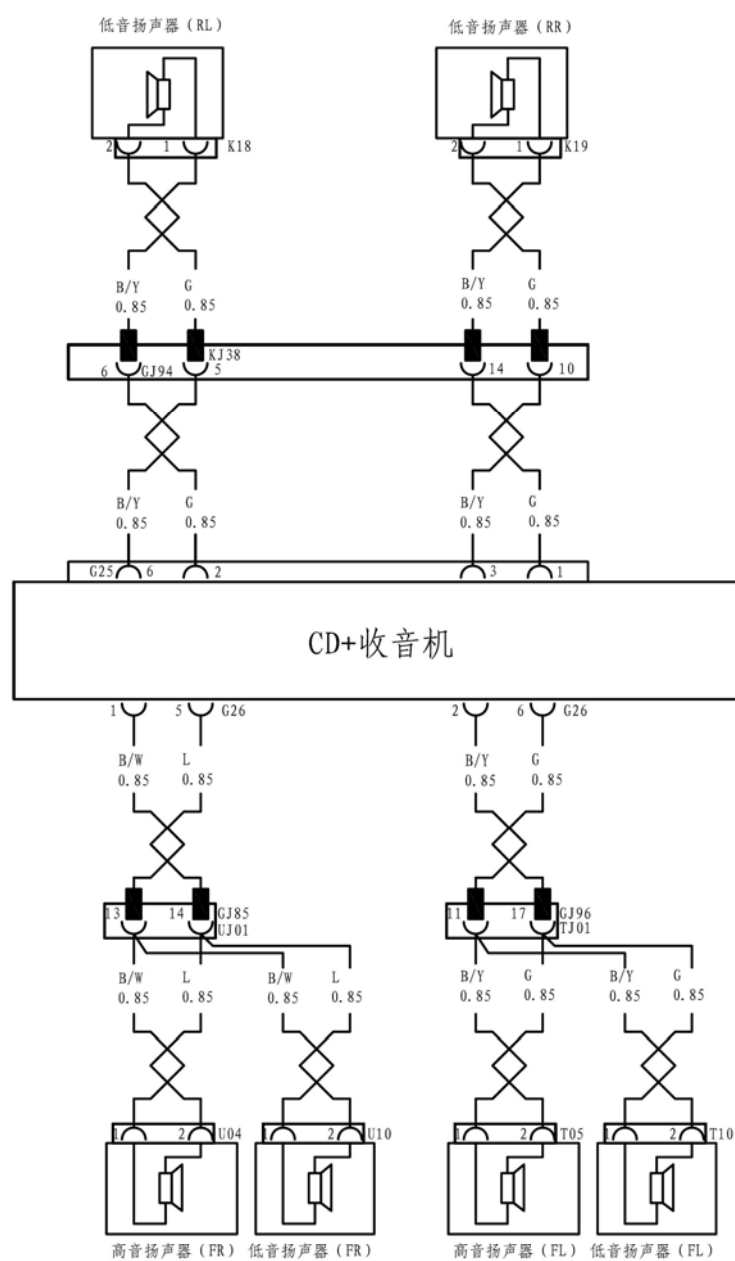 低音扬声器（RL） 低音扬声器（RR）
2 1 K18 2 1 K19
B/Y G B/Y G
0.85 0.85 0.85 0.85
KJ38
6 GJ94 5 14 10
B/Y G B/Y G
0.85 0.85 0.85 0.85
G25 6 2 3 1
CD+收音机
1 5 G26 2 6 G26
B/W L B/Y G
0.85 0.85 0.85 0.85
13 14 GJ85 11 17 GJ96
UJ01 TJ01
B/W L B/W L B/Y G B/Y G
0.85 0.85 0.85 0.85 0.85 0.85 0.85 0.85
1 2 U04 1 2 U10 1 2 T05 1 2 T10
高音扬声器（FR） 低音扬声器（FR） 高音扬声器（FL） 低音扬声器（FL）